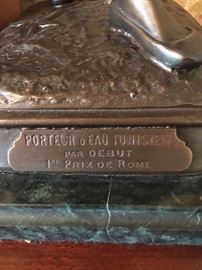 PORTEUR D'EAU TUNISIEN
PAR DEBUT
1ER PRIX DE ROME